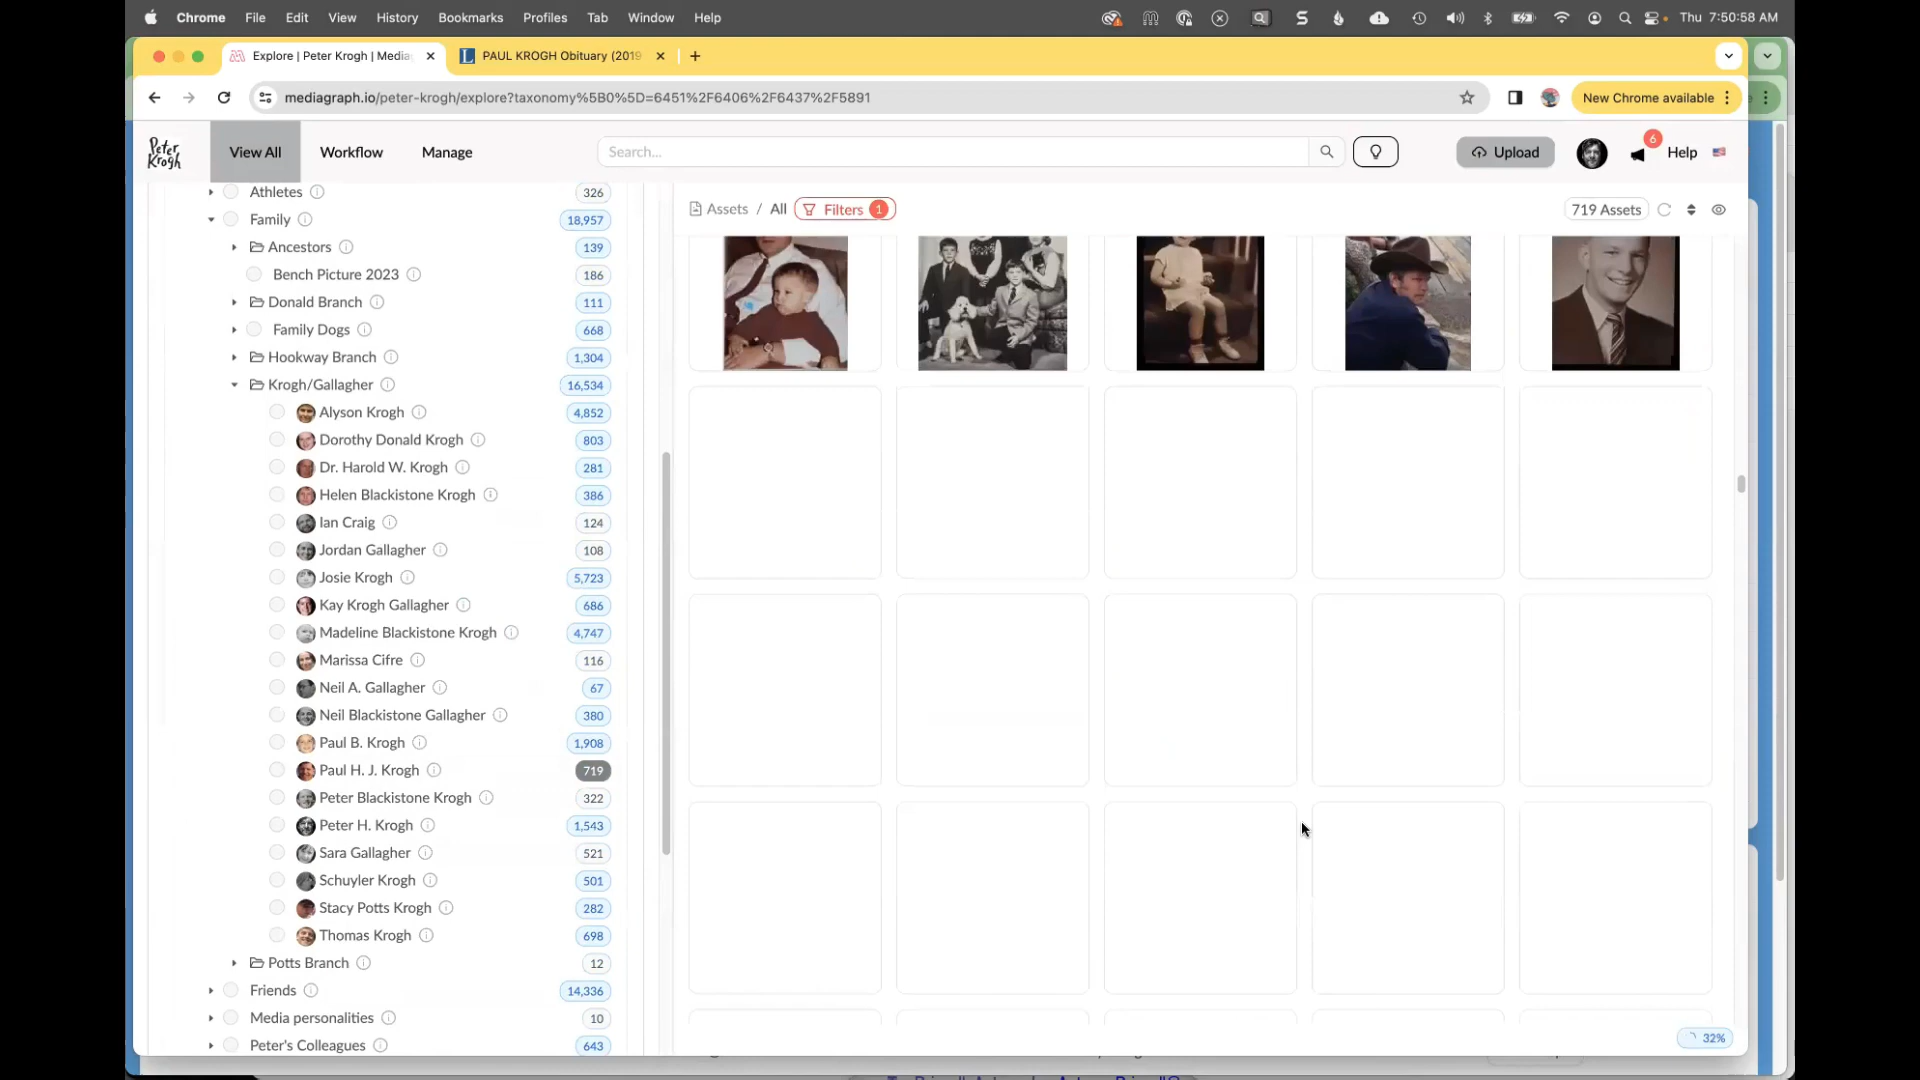 Chrome File Edit View History Bookmarks Profiles Tab Window Help Thu 7:50:58 AM
Explore | Peter Krogh | Media
PAUL KROGH Obituary (2019
mediagraph.io/peter-krogh/explore?taxonomy%5B0%5D=6451%2F6406%2F6437%2F5891
New Chrome available
Peter Krogh
View All Workflow Manage Search... Upload 6 Help
Athletes 326
Family 18,957
Ancestors 139
Bench Picture 2023 186
Donald Branch 111
Family Dogs 668
Hookway Branch 1,304
Krogh/Gallagher 16,534
Alyson Krogh 4,852
Dorothy Donald Krogh 803
Dr. Harold W. Krogh 281
Helen Blackistone Krogh 386
Ian Craig 124
Jordan Gallagher 108
Josie Krogh 5,723
Kay Krogh Gallagher 686
Madeline Blackistone Krogh 4,747
Marissa Cifre 116
Neil A. Gallagher 67
Neil Blackistone Gallagher 380
Paul B. Krogh 1,908
Paul H. J. Krogh 719
Peter Blackistone Krogh 322
Peter H. Krogh 1,543
Sara Gallagher 521
Schuyler Krogh 501
Stacy Potts Krogh 282
Thomas Krogh 698
Potts Branch 12
Friends 14,336
Media personalities 10
Peter's Colleagues 643
Assets / All Filters 1 719 Assets
32%